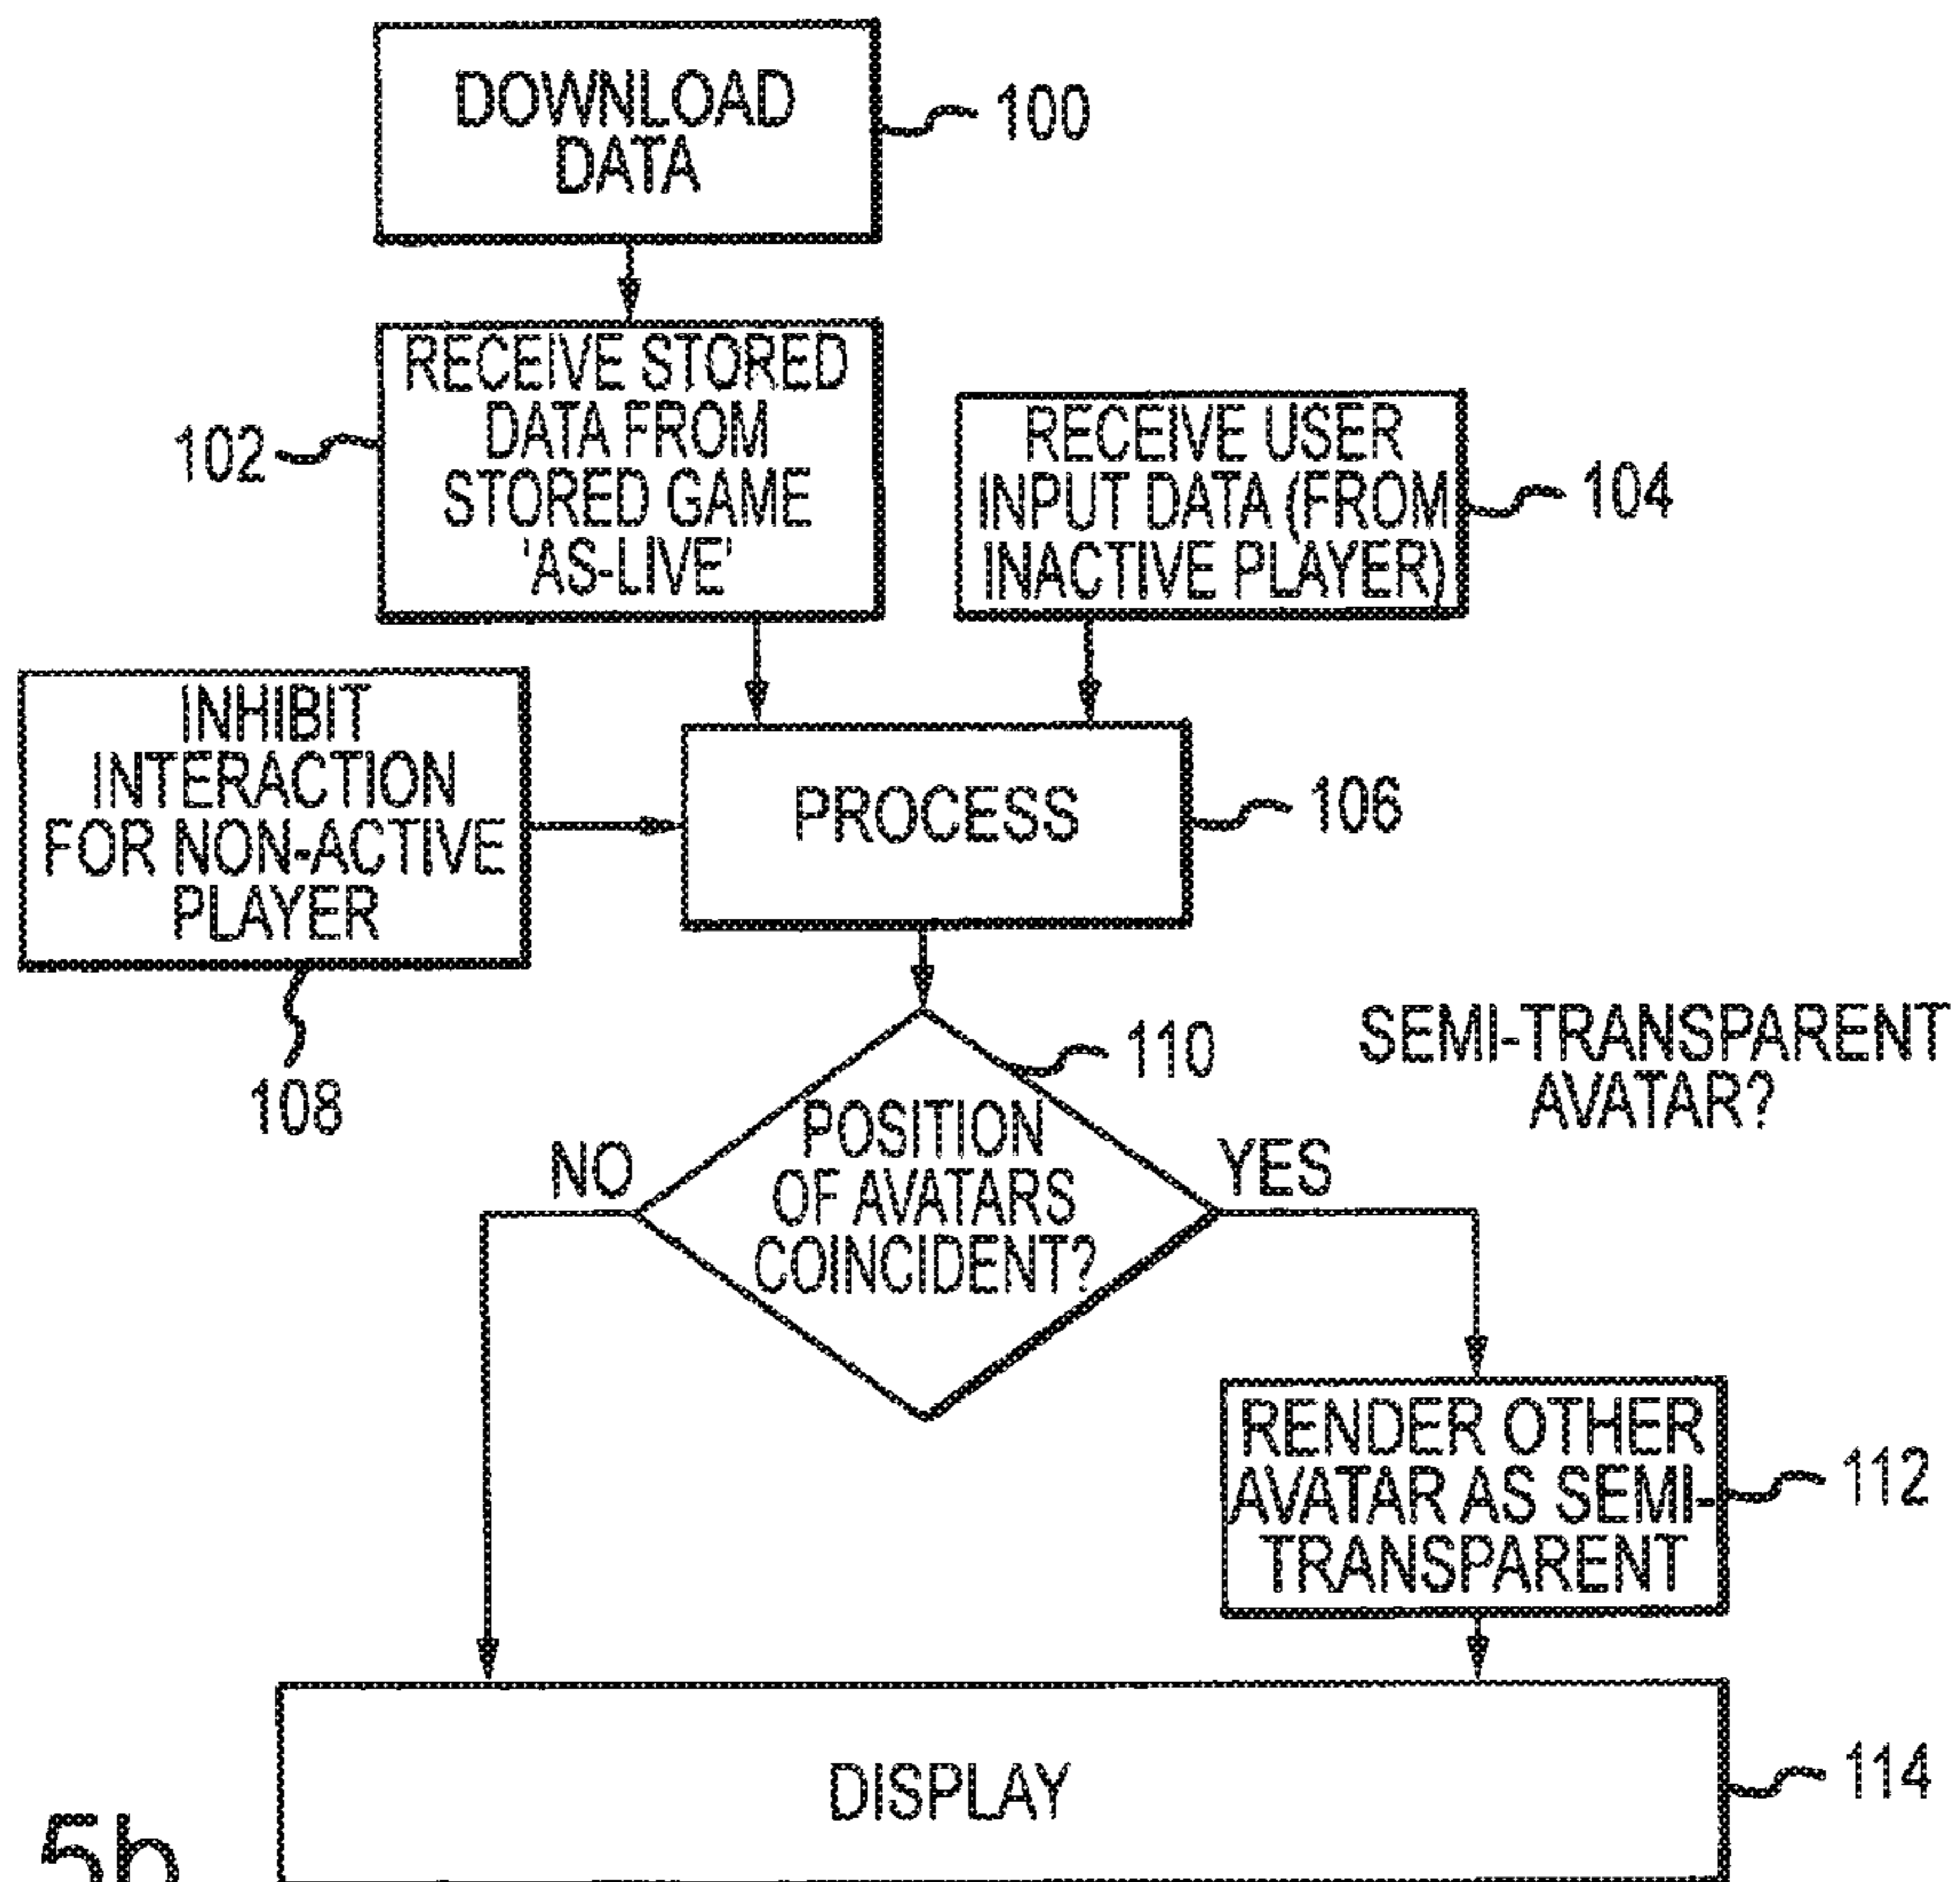 DOWNLOAD
DATA
100
RECEIVE STORED
DATA FROM
STORED GAME
'AS-LIVE'
102
RECEIVE USER
INPUT DATA (FROM
INACTIVE PLAYER)
104
INHIBIT
INTERACTION
FOR NON-ACTIVE
PLAYER
108
PROCESS
106
110
SEMI-TRANSPARENT
AVATAR?
POSITION
OF AVATARS
COINCIDENT?
NO
YES
RENDER OTHER
AVATAR AS SEMI-
TRANSPARENT
112
DISPLAY
114
5b